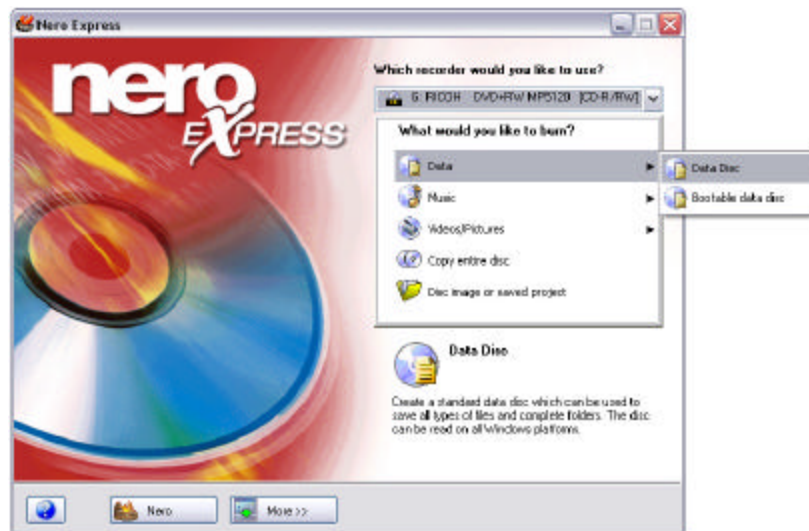 Nero Express
nero
EXPRESS
Which recorder would you like to use?
G: RICOH DVD+RW MP5120 [CD-R/RW]
What would you like to burn?
Data
Data Disc
Music
Bootable data disc
Videos/Pictures
Copy entire disc
Disc image or saved project
Data Disc
Create a standard data disc which can be used to
save all types of files and complete folders. The disc
can be read on all Windows platforms.
Nero
More >>